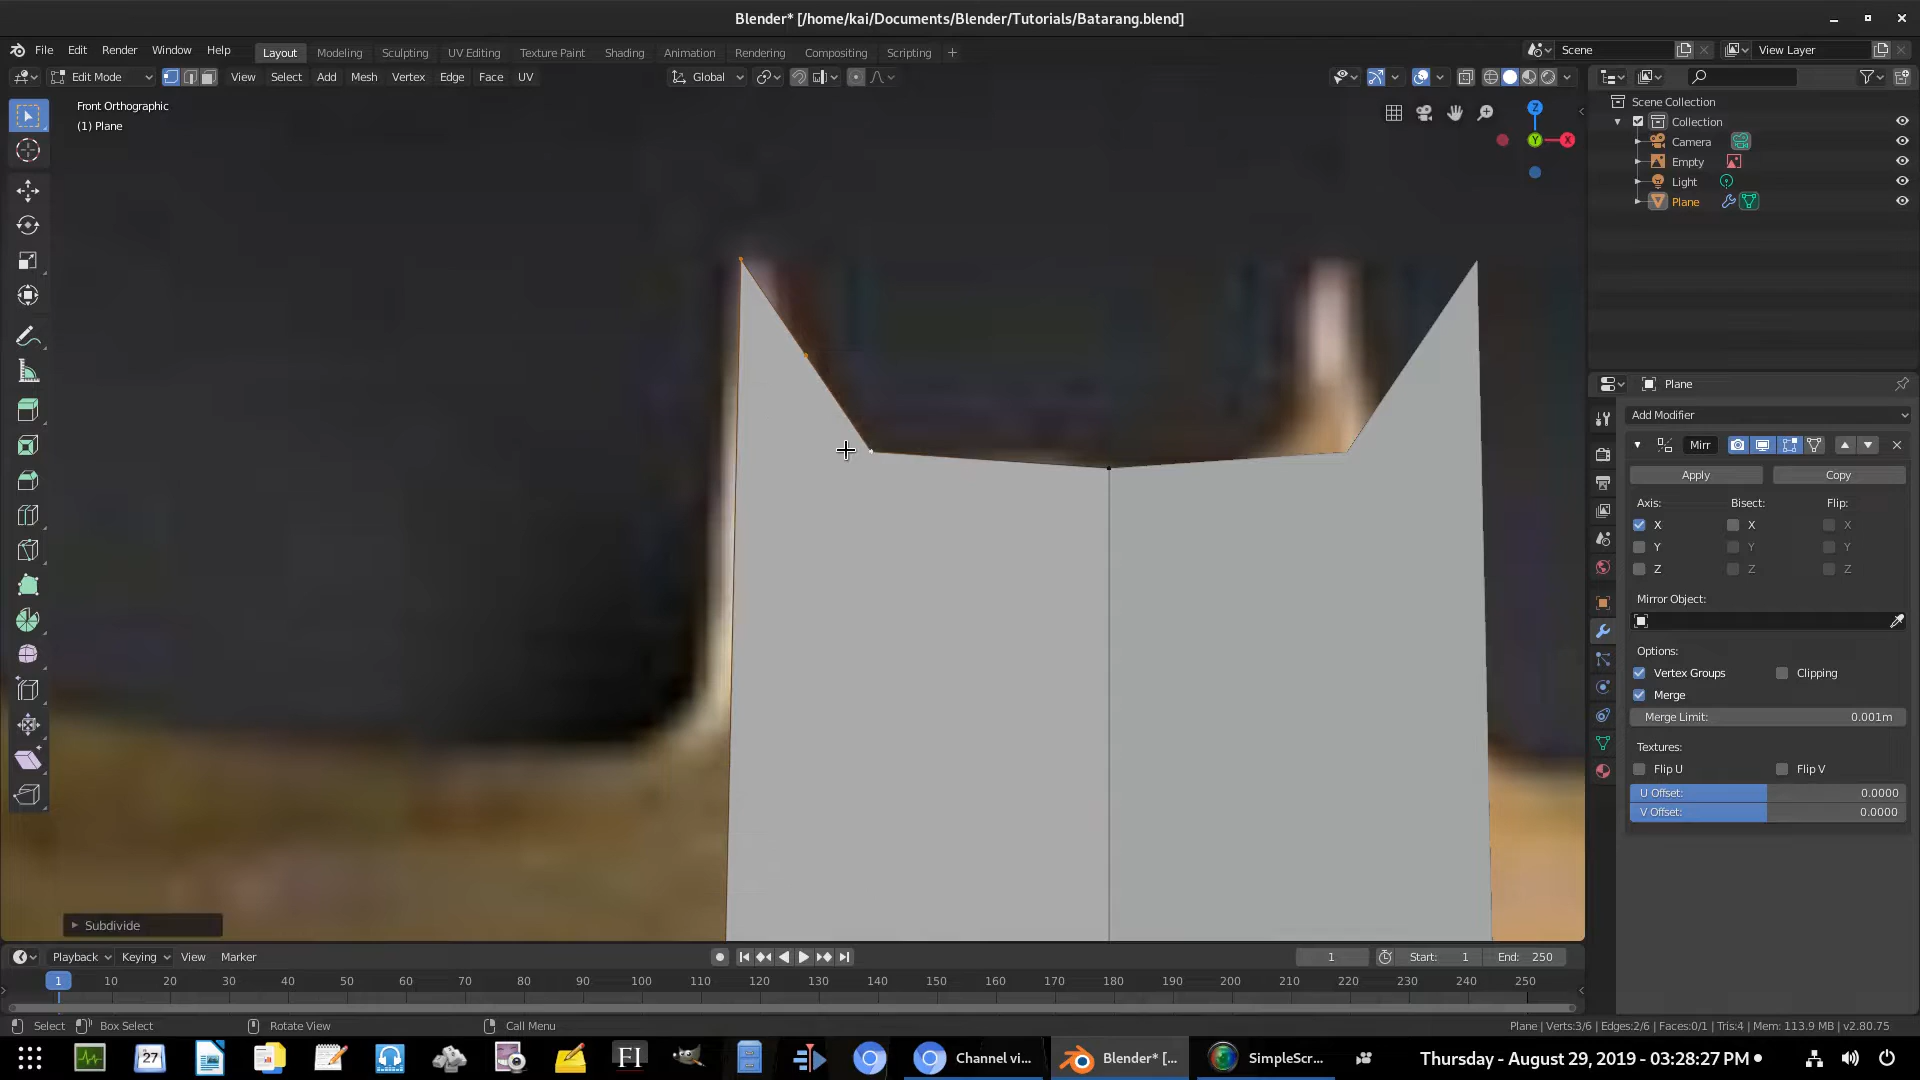 Blender* [/home/kai/Documents/Blender/Tutorials/Batarang.blend]
File Edit Render Window Help Layout Modeling Sculpting UV Editing Texture Paint Shading Animation Rendering Compositing Scripting + Scene View Layer
Edit Mode View Select Add Mesh Vertex Edge Face UV Global
Front Orthographic
(1) Plane
Z
Y
X
Scene Collection
Collection
Camera
Empty
Light
Plane
Plane
Add Modifier
Mirr
Apply Copy
Axis: Bisect: Flip:
X X X
Y Y Y
Z Z Z
Mirror Object:
Options:
Vertex Groups Clipping
Merge
Merge Limit: 0.001m
Textures:
Flip U Flip V
U Offset: 0.0000
V Offset: 0.0000
Subdivide
Playback Keying View Marker 1 Start: 1 End: 250
1 10 20 30 40 50 60 70 80 90 100 110 120 130 140 150 160 170 180 190 200 210 220 230 240 250
Select Box Select Rotate View Call Menu Plane | Verts:3/6 | Edges:2/6 | Faces:0/1 | Tris:4 | Mem: 113.9 MB | v2.80.75
27 FI Channel vi... Blender* [... SimpleScr... Thursday - August 29, 2019 - 03:28:27 PM